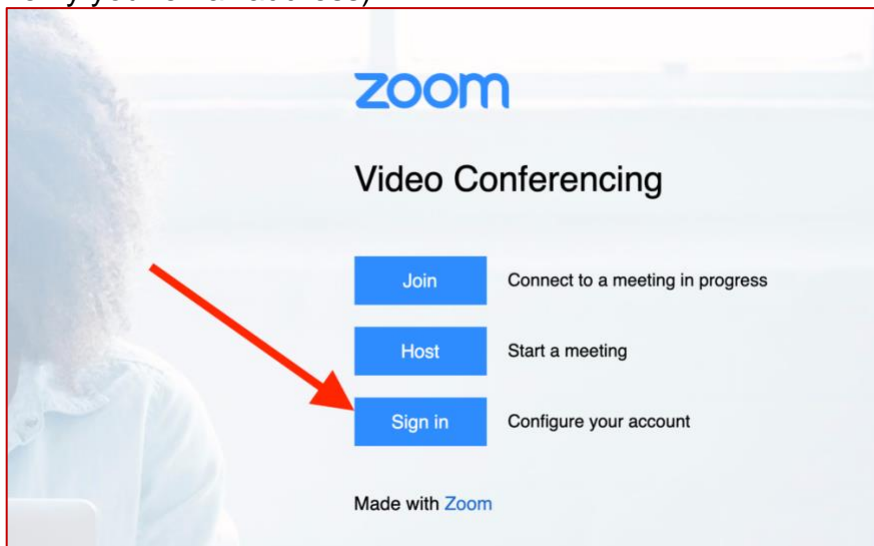 zoom
Video Conferencing
Join Connect to a meeting in progress
Host Start a meeting
Sign in Configure your account
Made with Zoom